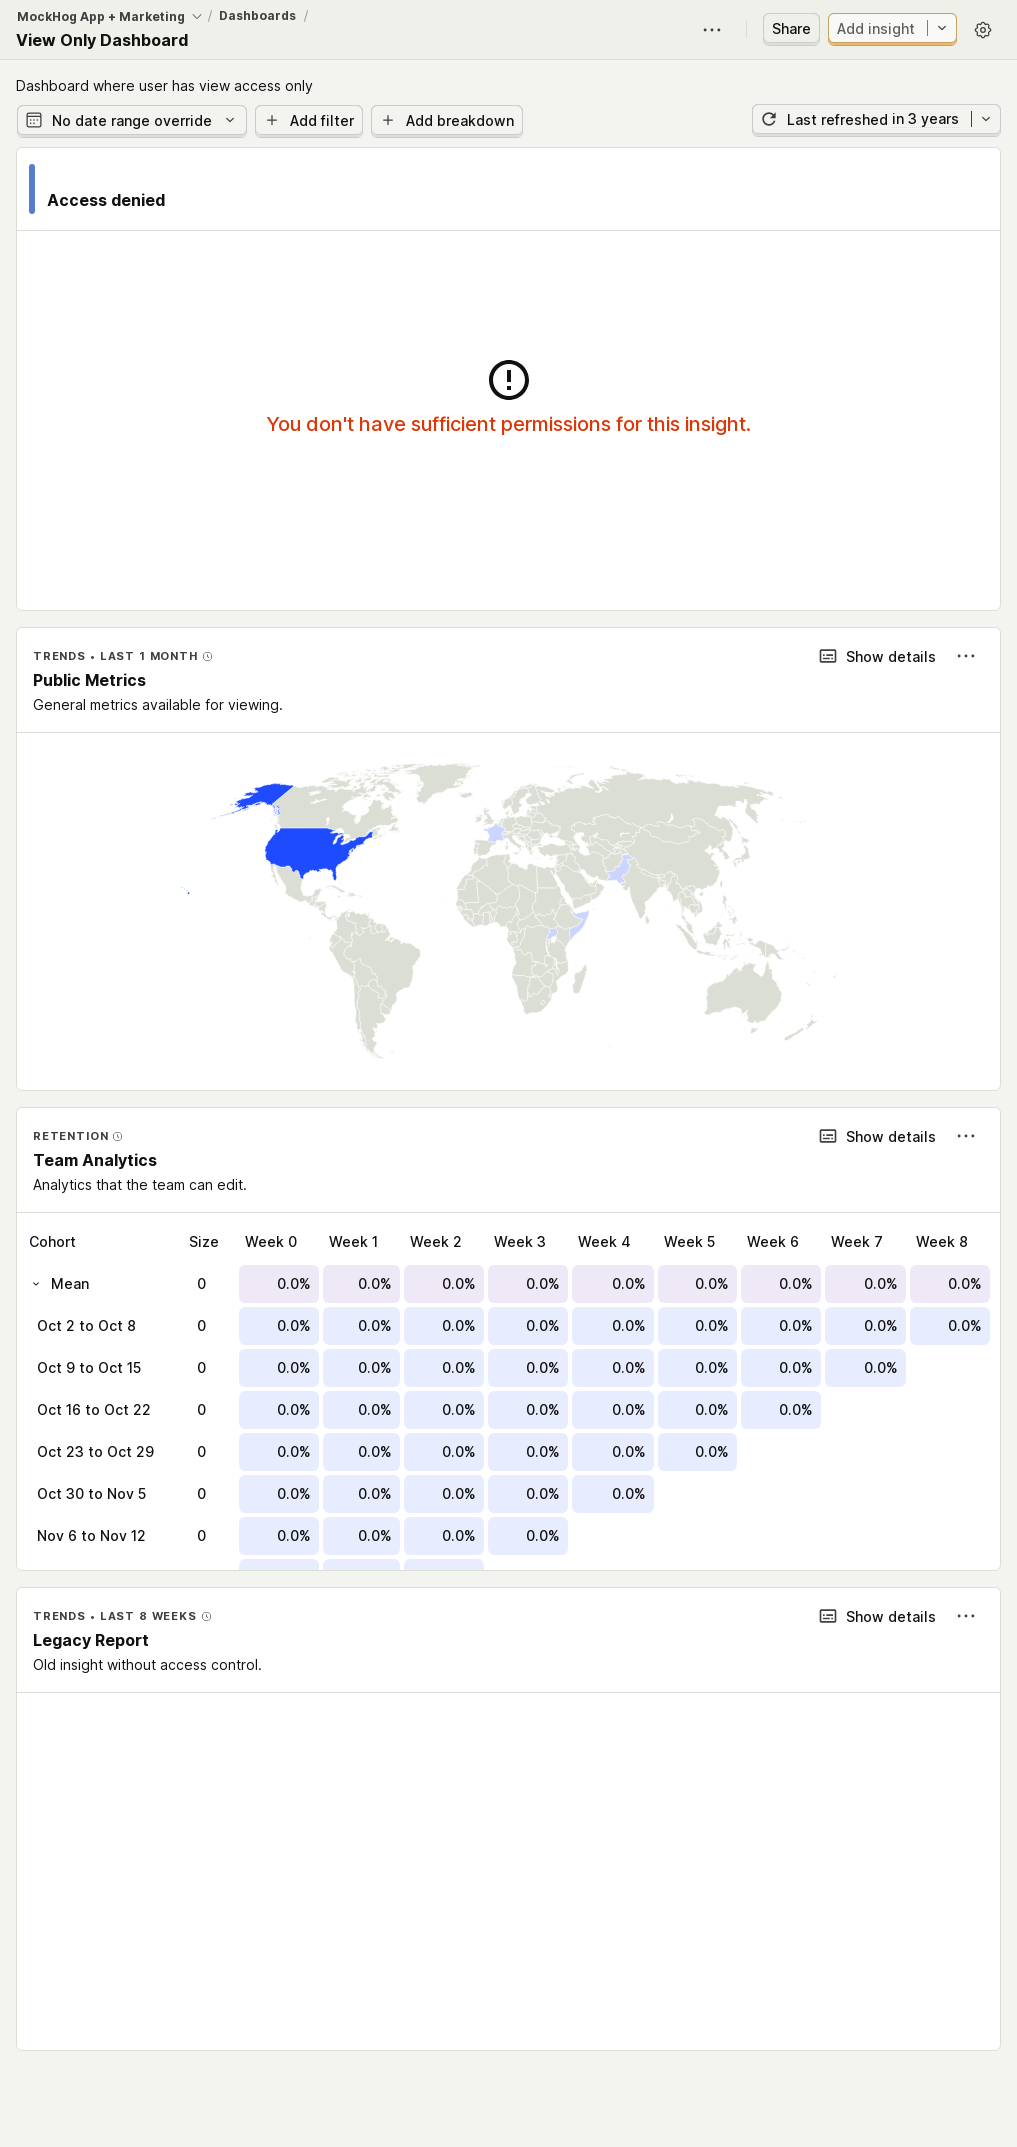 MockHog App + Marketing / Dashboards /
View Only Dashboard
Share
Add insight
Dashboard where user has view access only
No date range override
Add filter
Add breakdown
Last refreshed in 3 years
Access denied
You don't have sufficient permissions for this insight.
TRENDS • LAST 1 MONTH
Show details
Public Metrics
General metrics available for viewing.
RETENTION
Show details
Team Analytics
Analytics that the team can edit.
Cohort Size Week 0 Week 1 Week 2 Week 3 Week 4 Week 5 Week 6 Week 7 Week 8
Mean 0 0.0% 0.0% 0.0% 0.0% 0.0% 0.0% 0.0% 0.0% 0.0%
Oct 2 to Oct 8 0 0.0% 0.0% 0.0% 0.0% 0.0% 0.0% 0.0% 0.0% 0.0%
Oct 9 to Oct 15 0 0.0% 0.0% 0.0% 0.0% 0.0% 0.0% 0.0% 0.0%
Oct 16 to Oct 22 0 0.0% 0.0% 0.0% 0.0% 0.0% 0.0% 0.0%
Oct 23 to Oct 29 0 0.0% 0.0% 0.0% 0.0% 0.0% 0.0%
Oct 30 to Nov 5 0 0.0% 0.0% 0.0% 0.0% 0.0%
Nov 6 to Nov 12 0 0.0% 0.0% 0.0% 0.0%
TRENDS • LAST 8 WEEKS
Show details
Legacy Report
Old insight without access control.